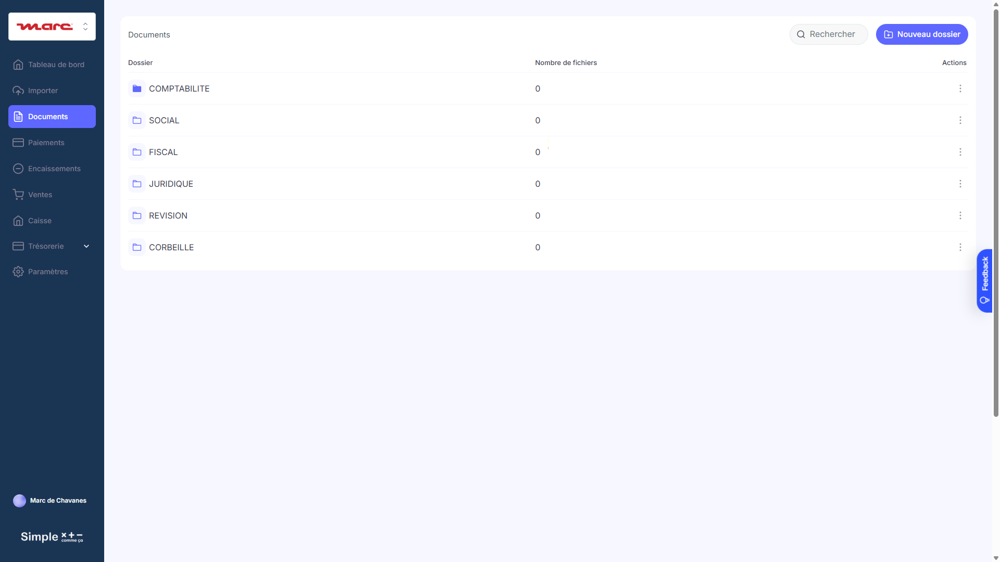 marc
Tableau de bord
Importer
Documents
Paiements
Encaissements
Ventes
Caisse
Trésorerie
Paramètres
Marc de Chavanes
Simple ×+−
comme ça
Documents
Rechercher
Nouveau dossier
Dossier Nombre de fichiers Actions
COMPTABILITE 0
SOCIAL 0
FISCAL 0
JURIDIQUE 0
REVISION 0
CORBEILLE 0
Feedback